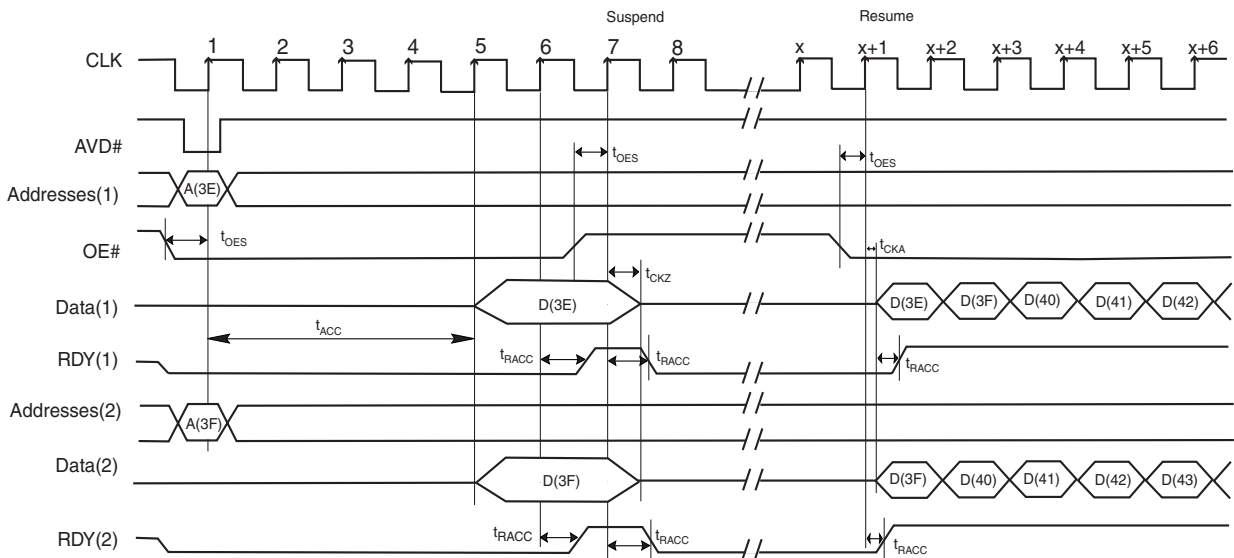 Suspend Resume
1 2 3 4 5 6 7 8 x x+1 x+2 x+3 x+4 x+5 x+6
CLK
AVD#
tOES tOES
Addresses(1) A(3E)
OE# tOES tCKA
tCKZ
Data(1) D(3E) D(3E) D(3F) D(40) D(41) D(42)
tACC
RDY(1) tRACC tRACC tRACC
Addresses(2) A(3F)
Data(2) D(3F) D(3F) D(40) D(41) D(42) D(43)
RDY(2) tRACC tRACC tRACC